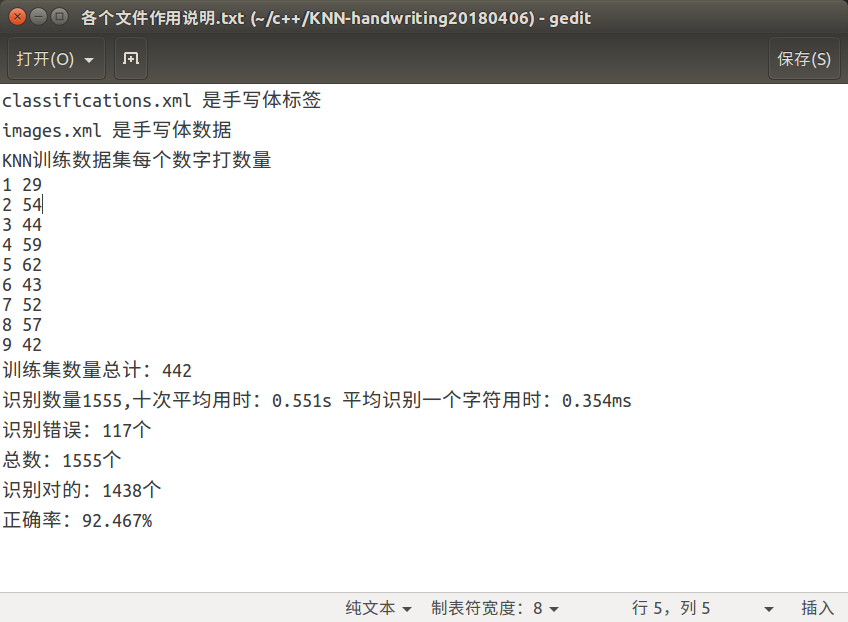 各个文件作用说明.txt (~/c++/KNN-handwriting20180406) - gedit
打开(O)
保存(S)
classifications.xml 是手写体标签
images.xml 是手写体数据
KNN训练数据集每个数字打数量
1 29
2 54
3 44
4 59
5 62
6 43
7 52
8 57
9 42
训练集数量总计：442
识别数量1555,十次平均用时：0.551s 平均识别一个字符用时：0.354ms
识别错误：117个
总数：1555个
识别对的：1438个
正确率：92.467%
纯文本 制表符宽度：8 行 5，列 5 插入